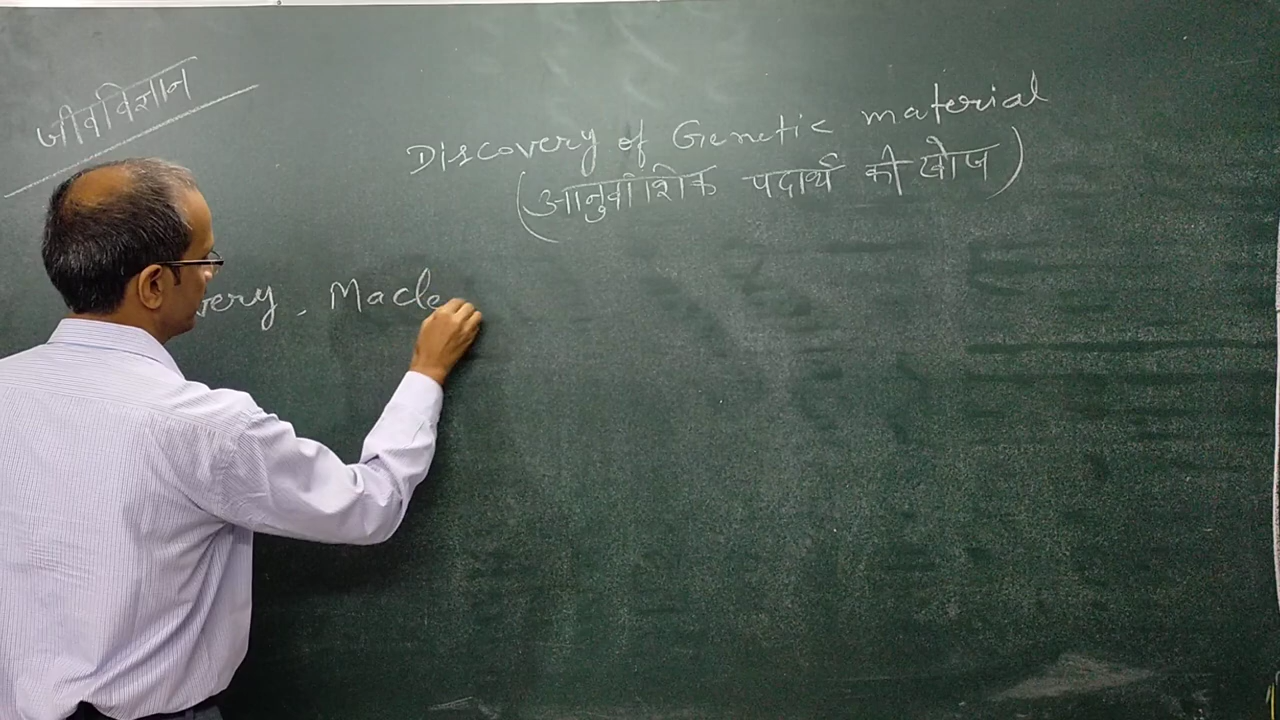 जीवविज्ञान
Discovery of Genetic material
(आनुवांशिक पदार्थ की खोज)
very, Macle